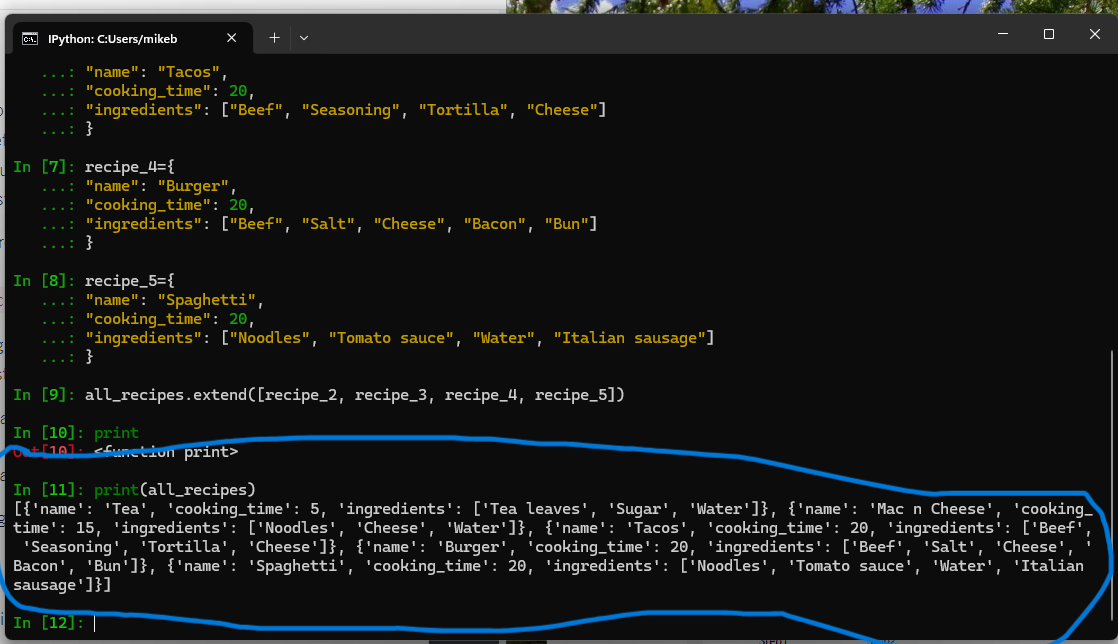 IPython: C:Users/mikeb
...: "name": "Tacos",
...: "cooking_time": 20,
...: "ingredients": ["Beef", "Seasoning", "Tortilla", "Cheese"]
...: }
In [7]: recipe_4={
...: "name": "Burger",
...: "cooking_time": 20,
...: "ingredients": ["Beef", "Salt", "Cheese", "Bacon", "Bun"]
...: }
In [8]: recipe_5={
...: "name": "Spaghetti",
...: "cooking_time": 20,
...: "ingredients": ["Noodles", "Tomato sauce", "Water", "Italian sausage"]
...: }
In [9]: all_recipes.extend([recipe_2, recipe_3, recipe_4, recipe_5])
In [10]: print
Out[10]: <function print>
In [11]: print(all_recipes)
[{'name': 'Tea', 'cooking_time': 5, 'ingredients': ['Tea leaves', 'Sugar', 'Water']}, {'name': 'Mac n Cheese', 'cooking_
time': 15, 'ingredients': ['Noodles', 'Cheese', 'Water']}, {'name': 'Tacos', 'cooking_time': 20, 'ingredients': ['Beef',
'Seasoning', 'Tortilla', 'Cheese']}, {'name': 'Burger', 'cooking_time': 20, 'ingredients': ['Beef', 'Salt', 'Cheese', '
Bacon', 'Bun']}, {'name': 'Spaghetti', 'cooking_time': 20, 'ingredients': ['Noodles', 'Tomato sauce', 'Water', 'Italian
sausage']}]
In [12]: